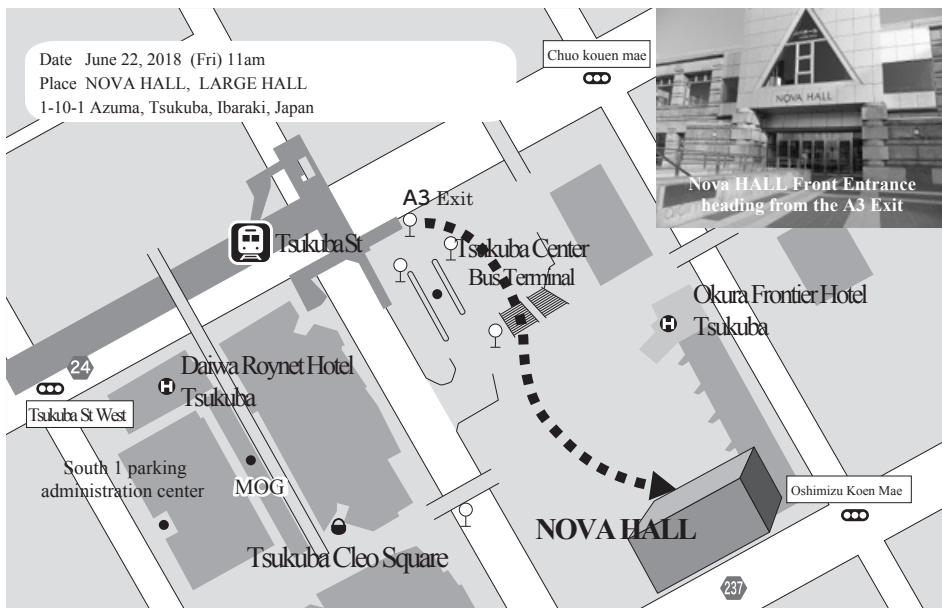 Date June 22, 2018 (Fri) 11am
Place NOVA HALL, LARGE HALL
1-10-1 Azuma, Tsukuba, Ibaraki, Japan
Chuo kouen mae
NOVA HALL
Nova HALL Front Entrance
heading from the A3 Exit
A3 Exit
Tsukuba St
Tsukuba Center
Bus Terminal
Okura Frontier Hotel
Tsukuba
H
24
Daiwa Roynet Hotel
Tsukuba
H
Tsukuba St West
South 1 parking
administration center
MOG
Oshimizu Koen Mae
NOVA HALL
Tsukuba Cleo Square
237